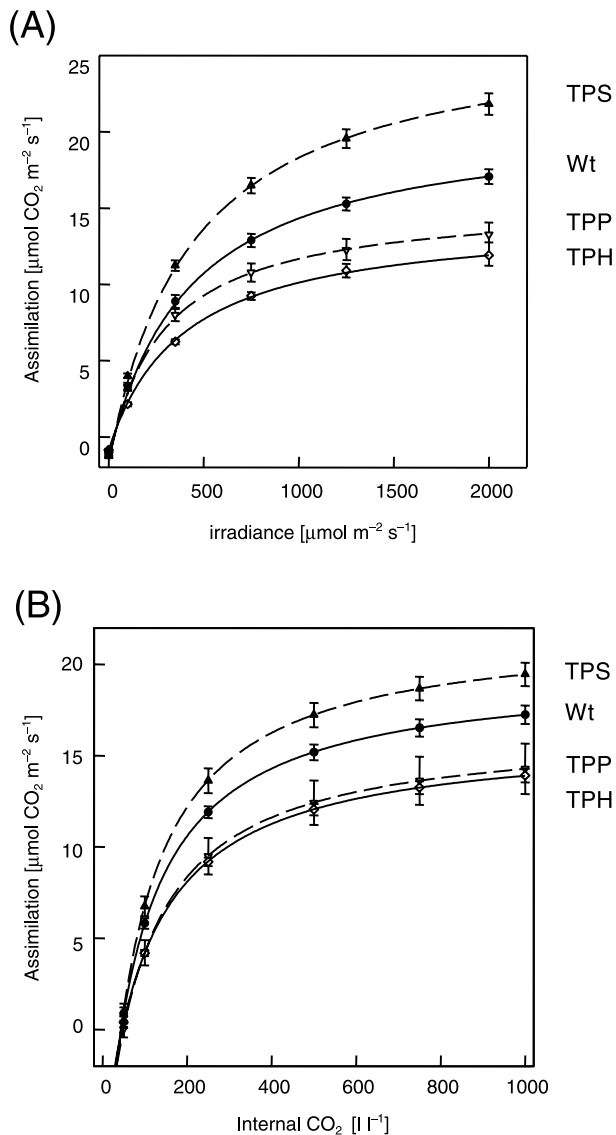 (A)
25
20
15
10
5
0
Assimilation [μmol CO₂ m⁻² s⁻¹]
TPS
Wt
TPP
TPH
0 500 1000 1500 2000
irradiance [μmol m⁻² s⁻¹]
(B)
20
15
10
5
0
Assimilation [μmol CO₂ m⁻² s⁻¹]
TPS
Wt
TPP
TPH
0 200 400 600 800 1000
Internal CO₂ [l l⁻¹]